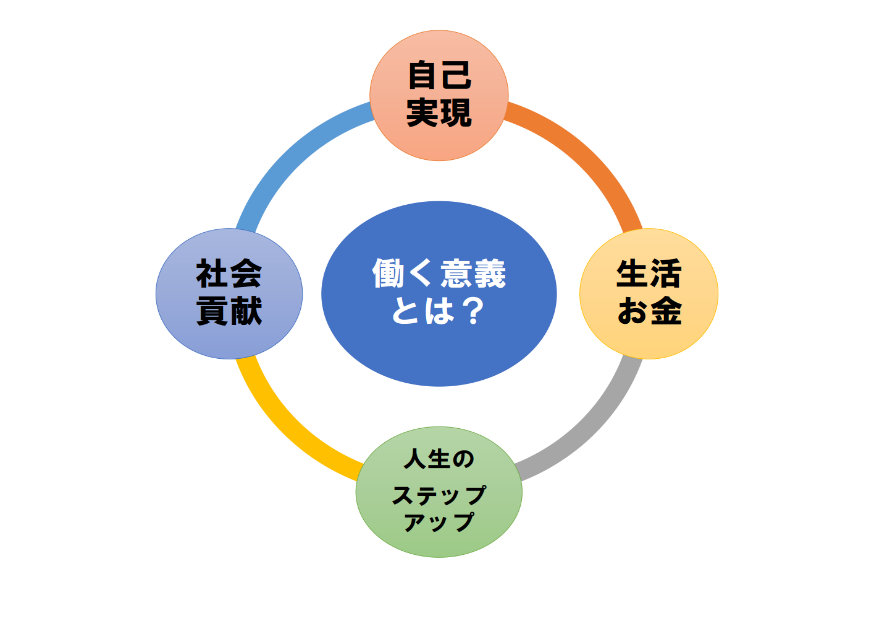 自己
実現
社会
貢献
働く意義
とは？
生活
お金
人生の
ステップ
アップ